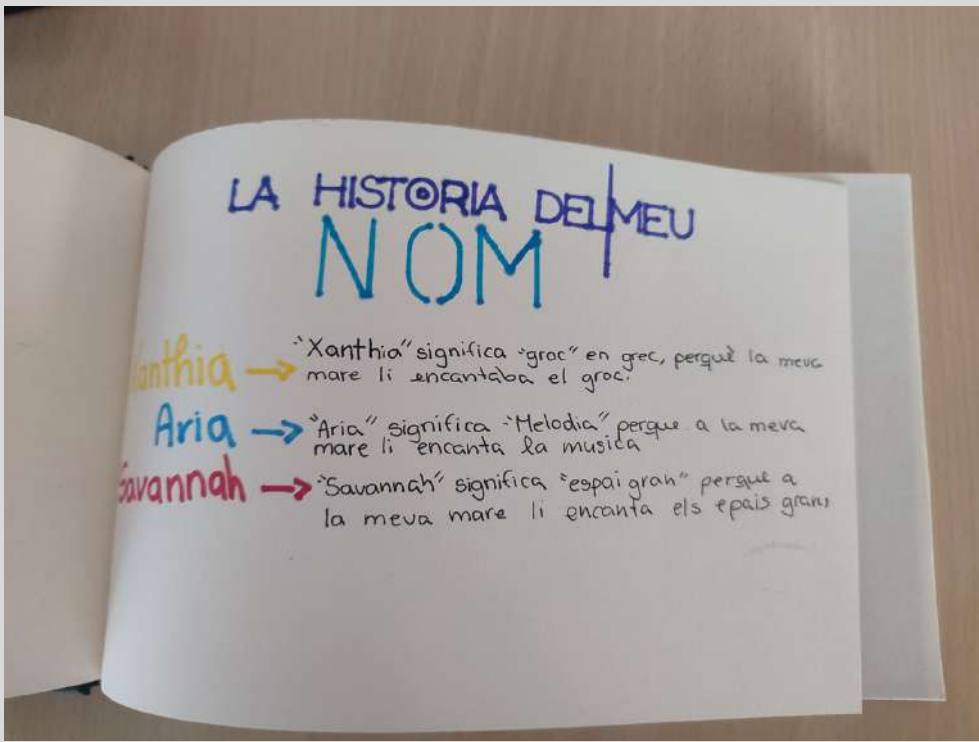 LA HISTORIA DEL MEU
NOM
Xanthia → "Xanthia" significa "groc" en grec, perquè la meva
mare li encantaba el groc.
Aria → "Aria" significa "Melodia" perque a la meva
mare li encanta la musica
Savannah → "Savannah" significa "espai gran" perque a
la meva mare li encanta els epais grans